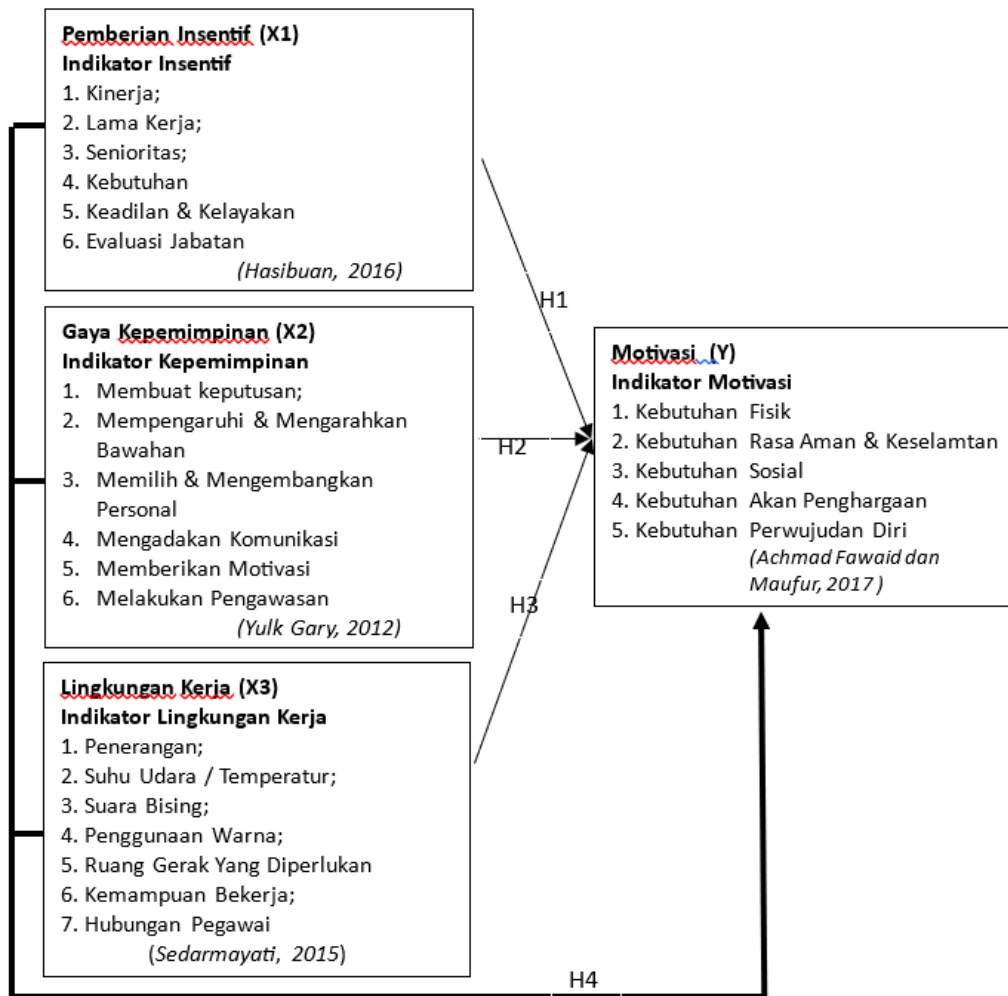 Pemberian Insentif (X1)
Indikator Insentif
1. Kinerja;
2. Lama Kerja;
3. Senioritas;
4. Kebutuhan
5. Keadilan & Kelayakan
6. Evaluasi Jabatan
(Hasibuan, 2016)
H1
Gaya Kepemimpinan (X2)
Indikator Kepemimpinan
1. Membuat keputusan;
2. Mempengaruhi & Mengarahkan
Bawahan
3. Memilih & Mengembangkan
Personal
4. Mengadakan Komunikasi
5. Memberikan Motivasi
6. Melakukan Pengawasan
(Yulk Gary, 2012)
H2
H3
Motivasi (Y)
Indikator Motivasi
1. Kebutuhan Fisik
2. Kebutuhan Rasa Aman & Keselamtan
3. Kebutuhan Sosial
4. Kebutuhan Akan Penghargaan
5. Kebutuhan Perwujudan Diri
(Achmad Fawaid dan
Maufur, 2017 )
Lingkungan Kerja (X3)
Indikator Lingkungan Kerja
1. Penerangan;
2. Suhu Udara / Temperatur;
3. Suara Bising;
4. Penggunaan Warna;
5. Ruang Gerak Yang Diperlukan
6. Kemampuan Bekerja;
7. Hubungan Pegawai
(Sedarmayati, 2015)
H4